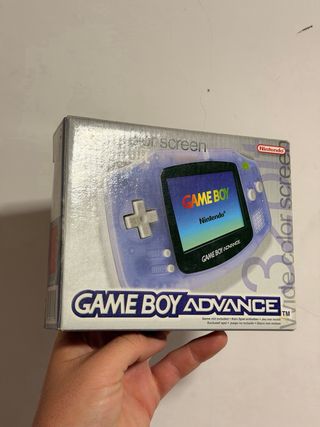 color screen
Nintendo
32 bit
wide color screen
GAME BOY
Nintendo
GAME BOY ADVANCE
GAME BOY ADVANCE TM